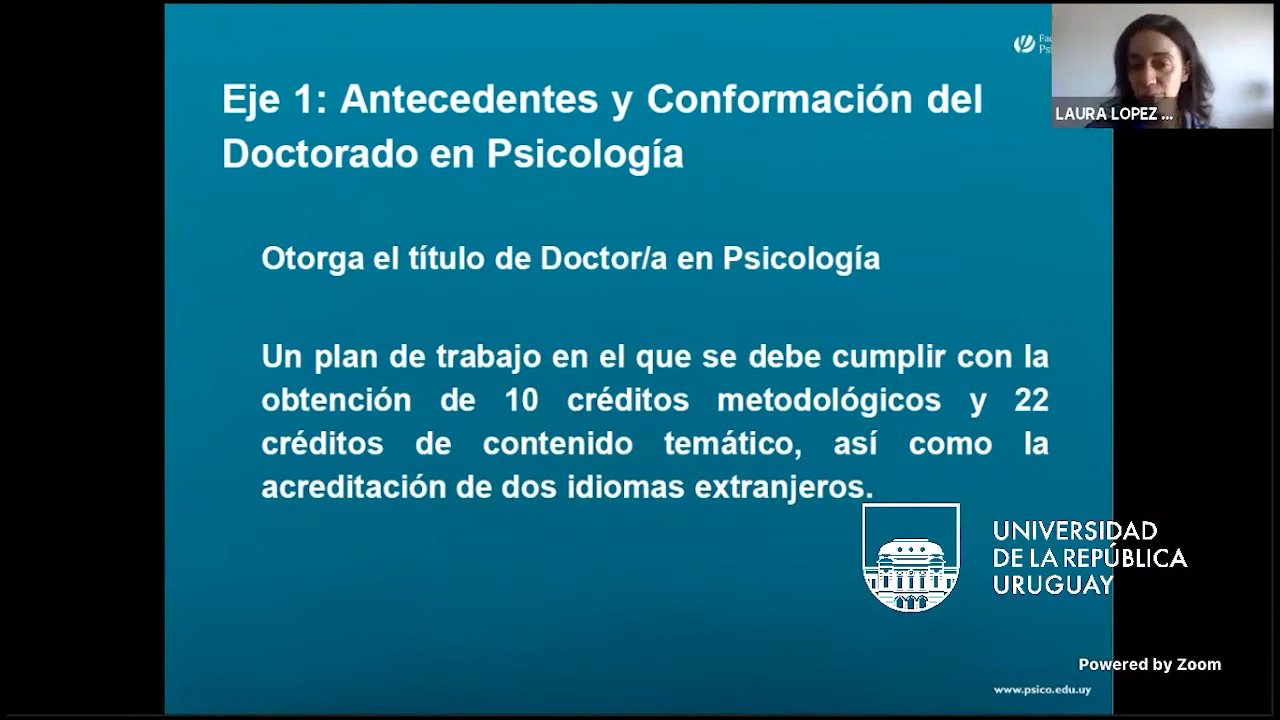 Eje 1: Antecedentes y Conformación del
Doctorado en Psicología
LAURA LOPEZ ...
Otorga el título de Doctor/a en Psicología
Un plan de trabajo en el que se debe cumplir con la
obtención de 10 créditos metodológicos y 22
créditos de contenido temático, así como la
acreditación de dos idiomas extranjeros.
UNIVERSIDAD
DE LA REPÚBLICA
URUGUAY
Powered by Zoom
www.psico.edu.uy